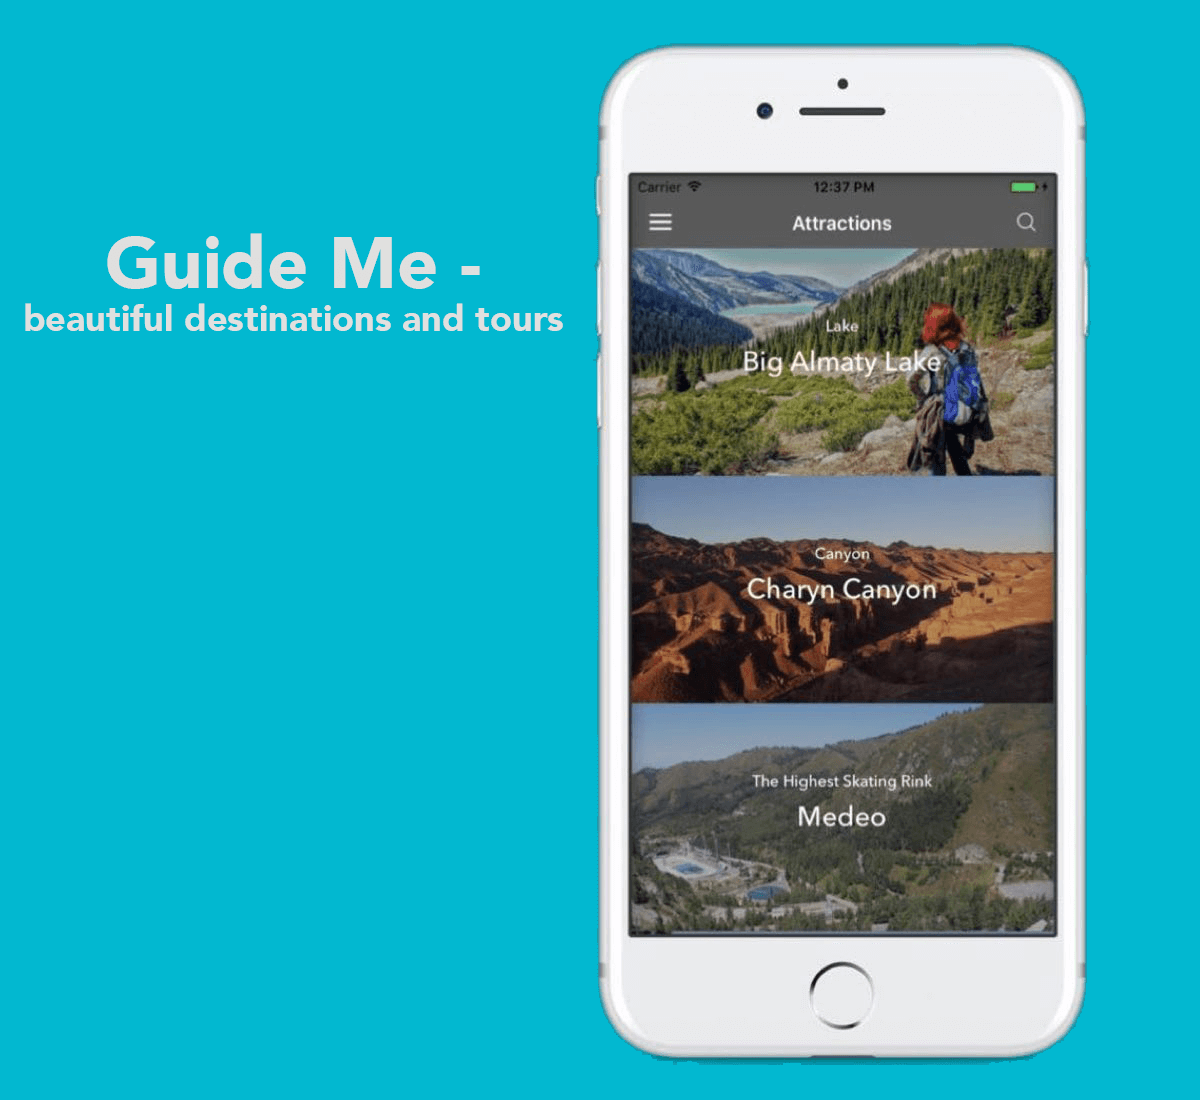 Guide Me -
beautiful destinations and tours
Carrier 12:37 PM
Attractions
Lake
Big Almaty Lake
Canyon
Charyn Canyon
The Highest Skating Rink
Medeo